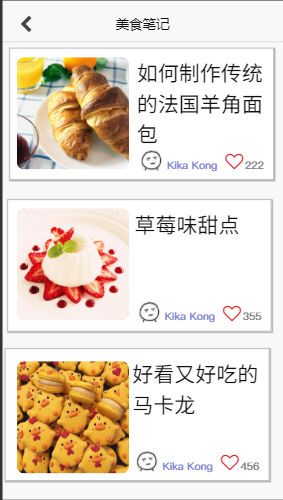 美食笔记
如何制作传统
的法国羊角面
包
Kika Kong 222
草莓味甜点
Kika Kong 355
好看又好吃的
马卡龙
Kika Kong 456